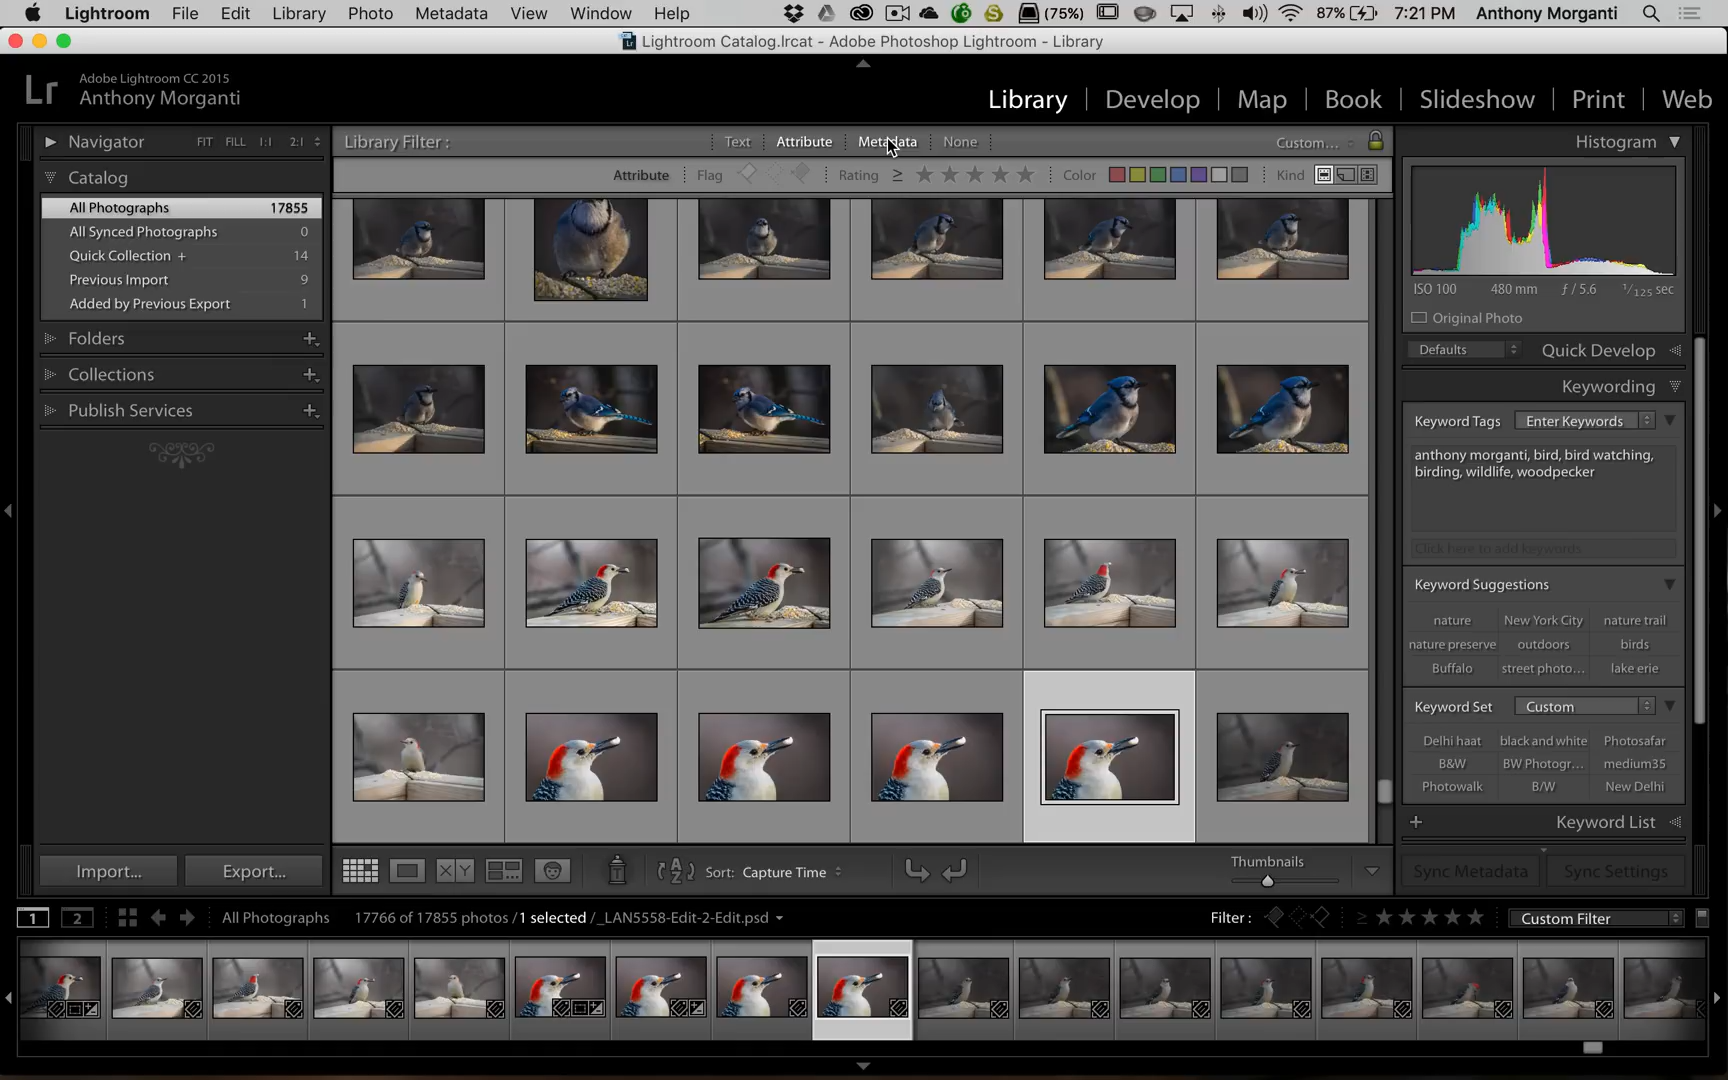 Lightroom File Edit Library Photo Metadata View Window Help (75%) 87% 7:21 PM Anthony Morganti
Lightroom Catalog.lrcat - Adobe Photoshop Lightroom - Library
Lr Adobe Lightroom CC 2015
Anthony Morganti
Library | Develop | Map | Book | Slideshow | Print | Web
Navigator FIT FILL 1:1 2:1
Library Filter : Text Attribute Metadata None Custom...
Histogram
Catalog
Attribute Flag Rating ≥ Color Kind
All Photographs 17855
All Synced Photographs 0
Quick Collection + 14
Previous Import 9
Added by Previous Export 1
Folders
Collections
Publish Services
ISO 100 480 mm ƒ / 5.6 1/125 sec
Original Photo
Defaults Quick Develop
Keywording
Keyword Tags Enter Keywords
anthony morganti, bird, bird watching,
birding, wildlife, woodpecker
Click here to add keywords
Keyword Suggestions
nature New York City nature trail
nature preserve outdoors birds
Buffalo street photo... lake erie
Keyword Set Custom
Delhi haat black and white Photosafar
B&W BW Photogr... medium35
Photowalk B/W New Delhi
Keyword List
Import... Export...
XY AZ Sort: Capture Time Thumbnails
Sync Metadata Sync Settings
1 2 All Photographs 17766 of 17855 photos / 1 selected / _LAN5558-Edit-2-Edit.psd Filter : ≥ Custom Filter